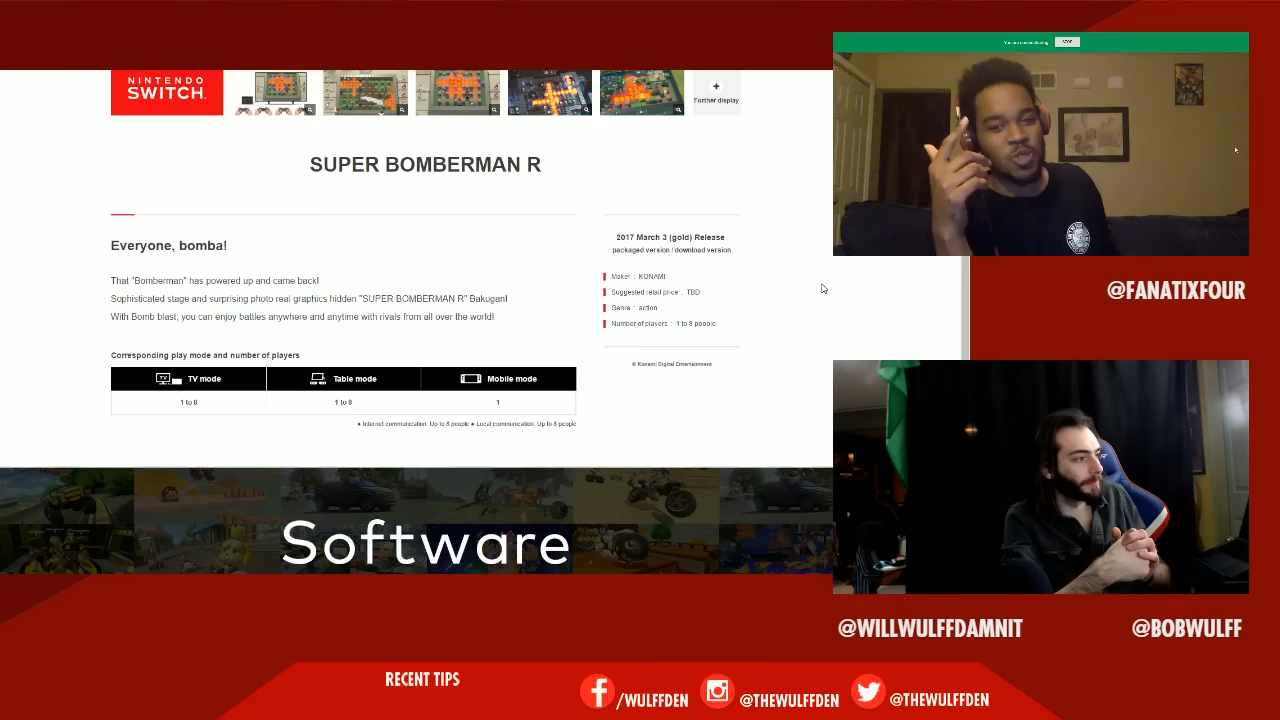 NINTENDO
SWITCH
Further display
SUPER BOMBERMAN R
Everyone, bomba!
That "Bomberman" has powered up and came back!
Sophisticated stage and surprising photo real graphics hidden "SUPER BOMBERMAN R" Bakugan!
With Bomb blast, you can enjoy battles anywhere and anytime with rivals from all over the world!
Corresponding play mode and number of players
TV mode
Table mode
Mobile mode
1 to 8
1 to 8
1
● Internet communication: Up to 8 people ● Local communication: Up to 8 people
2017 March 3 (gold) Release
packaged version / download version
Maker : KONAMI
Suggested retail price : TBD
Genre : action
Number of players : 1 to 8 people
© Konami Digital Entertainment
Software
You are screensharing
STOP
@FANATIXFOUR
@WILLWULFFDAMNIT
@BOBWULFF
RECENT TIPS
/WULFFDEN
@THEWULFFDEN
@THEWULFFDEN